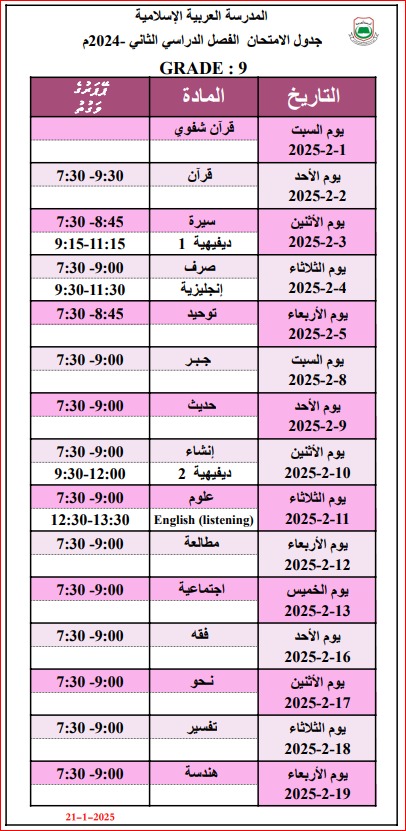 المدرسة العربية الإسلامية
جدول الامتحان الفصل الدراسي الثاني -2024م
GRADE : 9
التاريخ المادة ޕޭޕަރުގެ ވަގުތު
يوم السبت قرآن شفوي
2025-2-1
يوم الأحد قرآن 7:30 -9:30
2025-2-2
يوم الأثنين سيرة 7:30 -8:45
2025-2-3 ديفيهية 1 9:15-11:15
يوم الثلاثاء صرف 7:30 -9:00
2025-2-4 إنجليزية 9:30-11:30
يوم الأربعاء توحيد 7:30 -8:45
2025-2-5
يوم السبت جبر 7:30 -9:00
2025-2-8
يوم الأحد حديث 7:30 -9:00
2025-2-9
يوم الأثنين إنشاء 7:30 -9:00
2025-2-10 ديفيهية 2 9:30-12:00
يوم الثلاثاء علوم 7:30 -9:00
2025-2-11 English (listening) 12:30-13:30
يوم الأربعاء مطالعة 7:30 -9:00
2025-2-12
يوم الخميس اجتماعية 7:30 -9:00
2025-2-13
يوم الأحد فقه 7:30 -9:00
2025-2-16
يوم الأثنين نحو 7:30 -9:00
2025-2-17
يوم الثلاثاء تفسير 7:30 -9:00
2025-2-18
يوم الأربعاء هندسة 7:30 -9:00
2025-2-19
21-1-2025